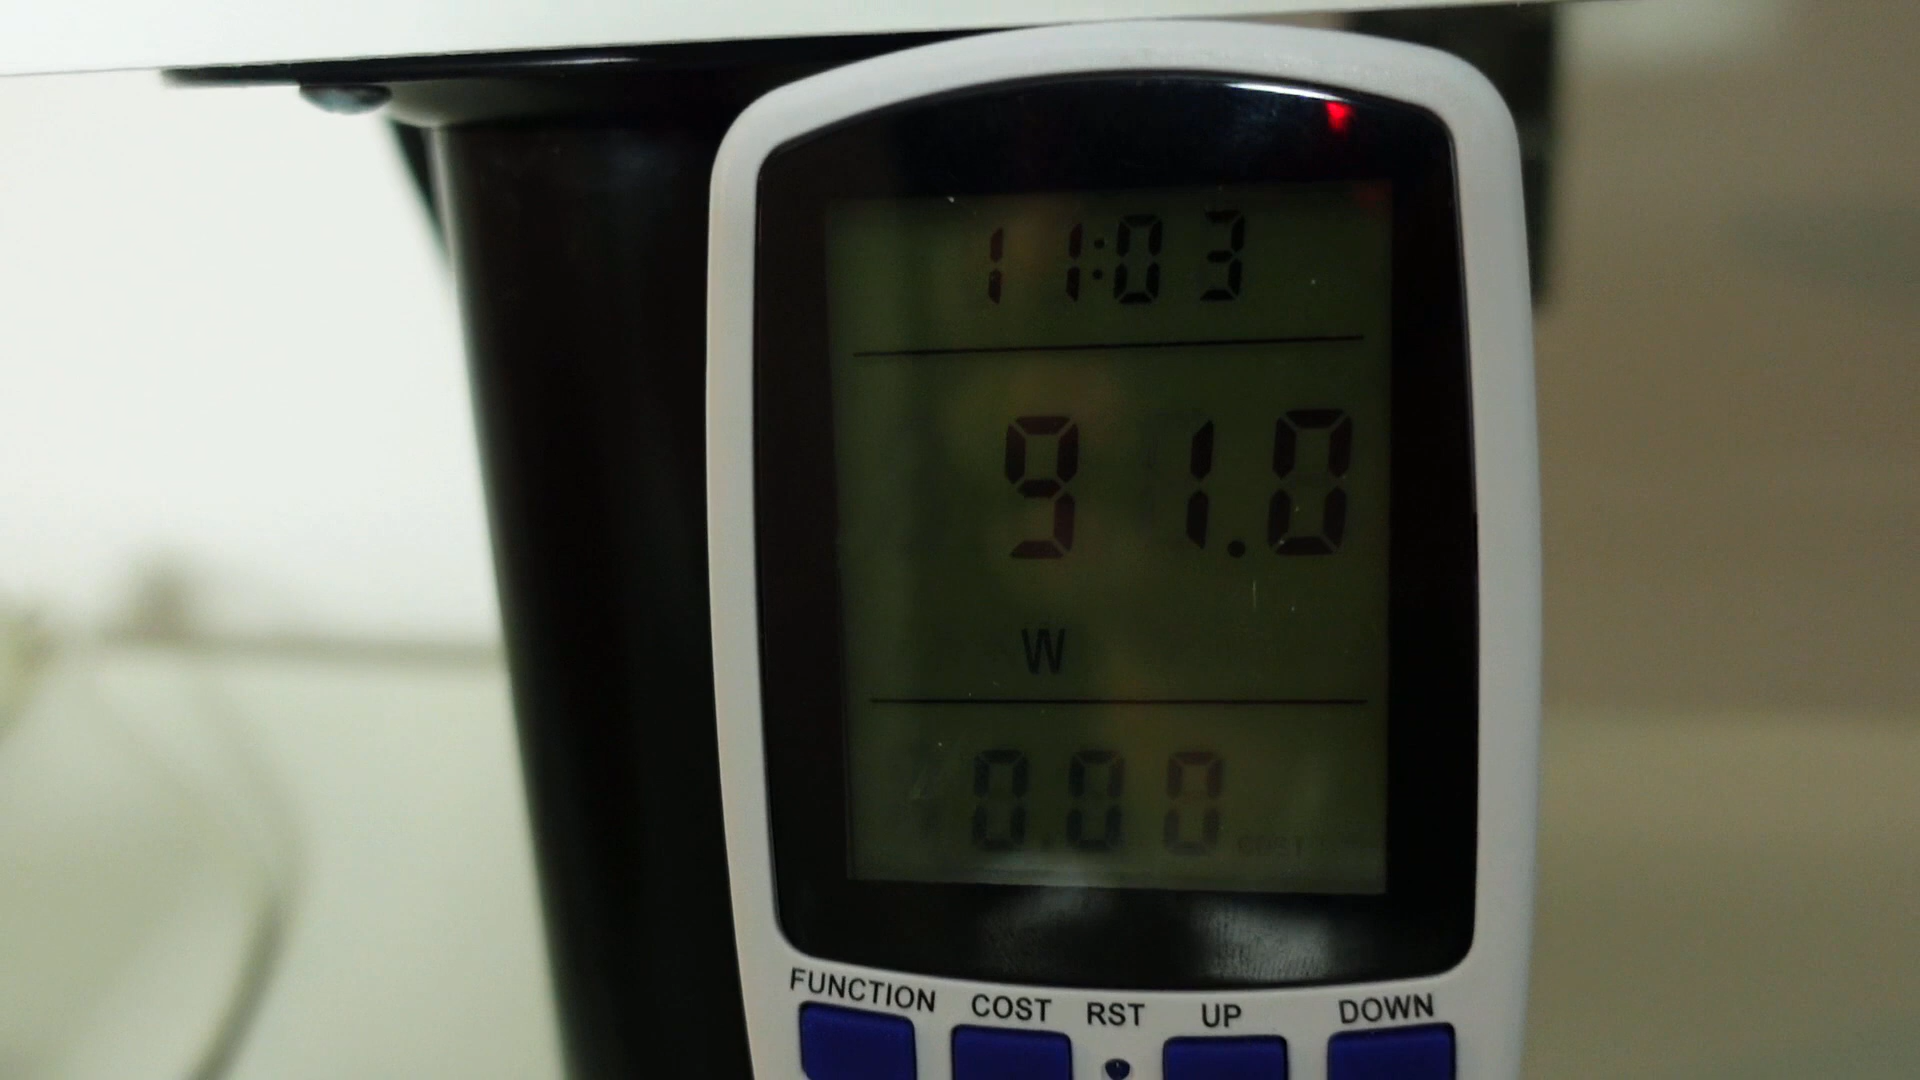 11:03
91.0
W
0.00 COST
FUNCTION COST RST UP DOWN